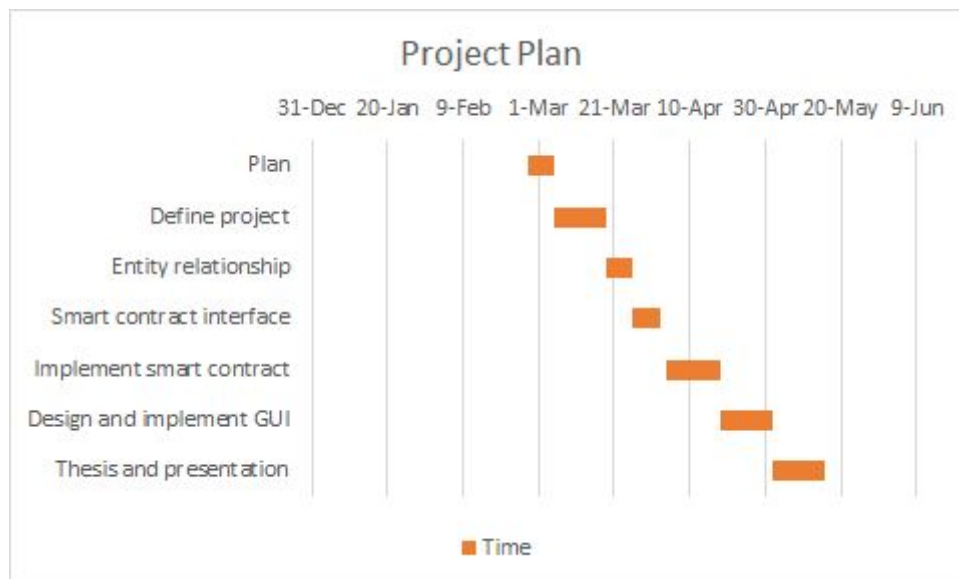 Project Plan
31-Dec 20-Jan 9-Feb 1-Mar 21-Mar 10-Apr 30-Apr 20-May 9-Jun
Plan
Define project
Entity relationship
Smart contract interface
Implement smart contract
Design and implement GUI
Thesis and presentation
Time